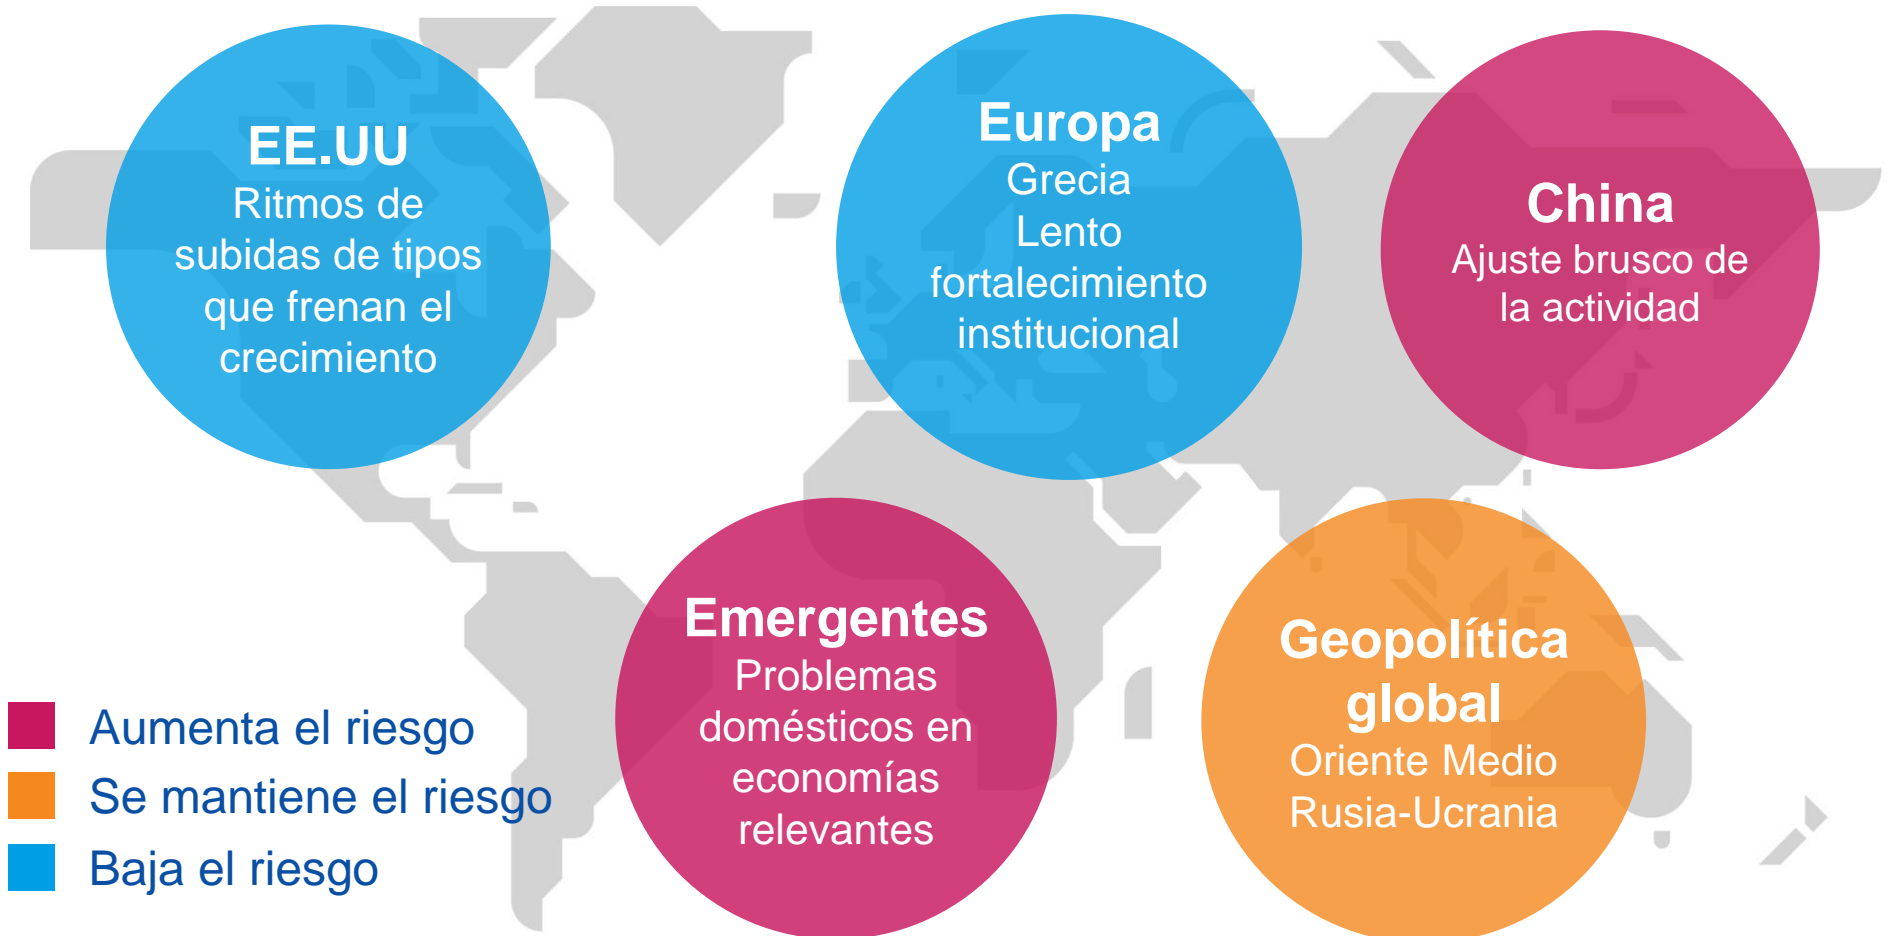 EE.UU
Ritmos de
subidas de tipos
que frenan el
crecimiento
Europa
Grecia
Lento
fortalecimiento
institucional
China
Ajuste brusco de
la actividad
Emergentes
Problemas
domésticos en
economías
relevantes
Geopolítica
global
Oriente Medio
Rusia-Ucrania
Aumenta el riesgo
Se mantiene el riesgo
Baja el riesgo